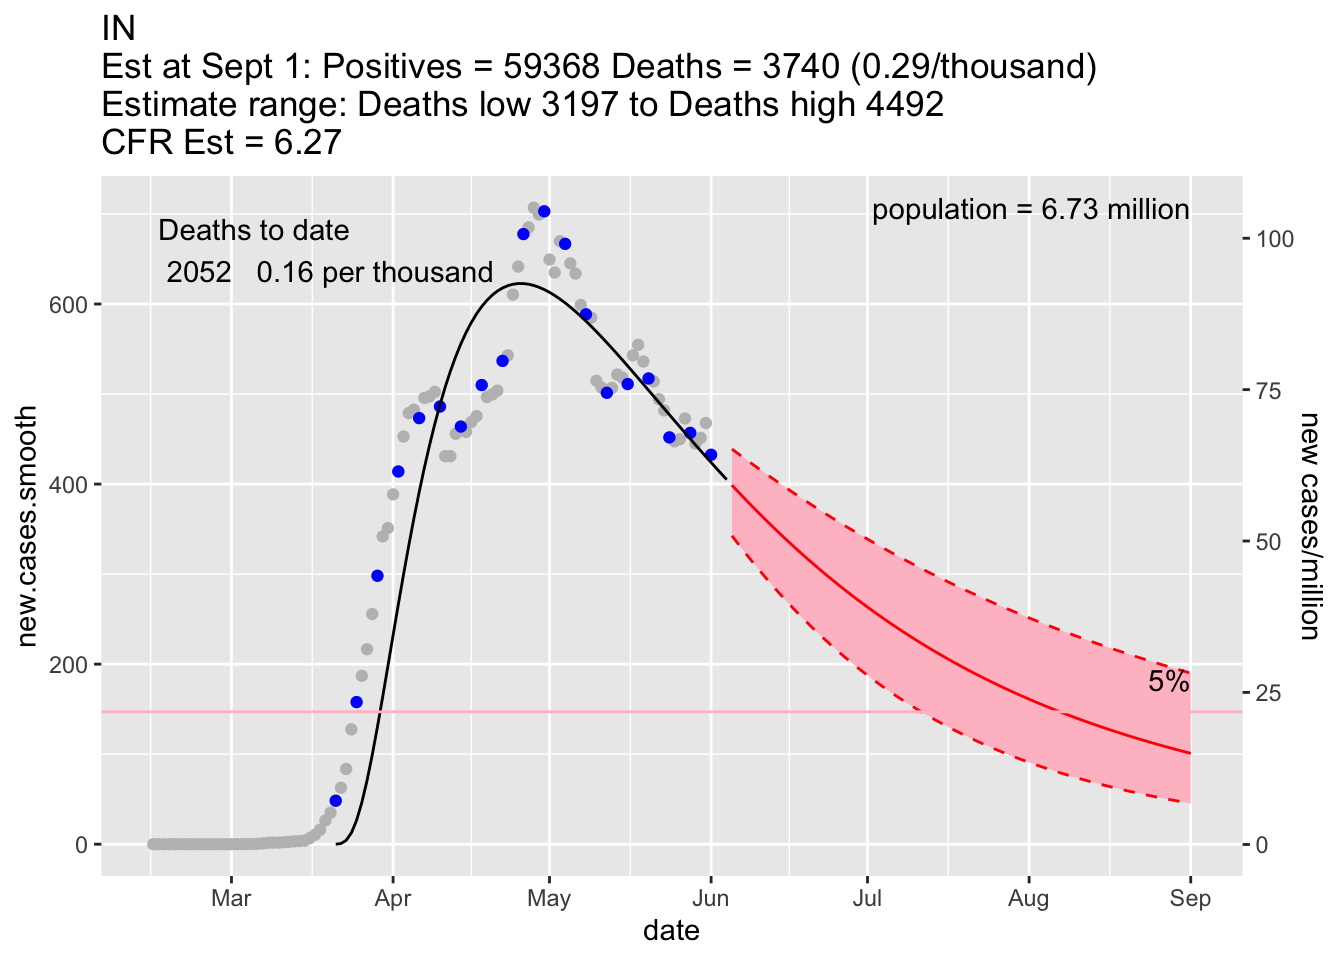 IN
Est at Sept 1: Positives = 59368 Deaths = 3740 (0.29/thousand)
Estimate range: Deaths low 3197 to Deaths high 4492
CFR Est = 6.27
Deaths to date
2052   0.16 per thousand
population = 6.73 million
5%
new.cases.smooth
600
400
200
0
new cases/million
100
75
50
25
0
Mar
Apr
May
Jun
Jul
Aug
Sep
date